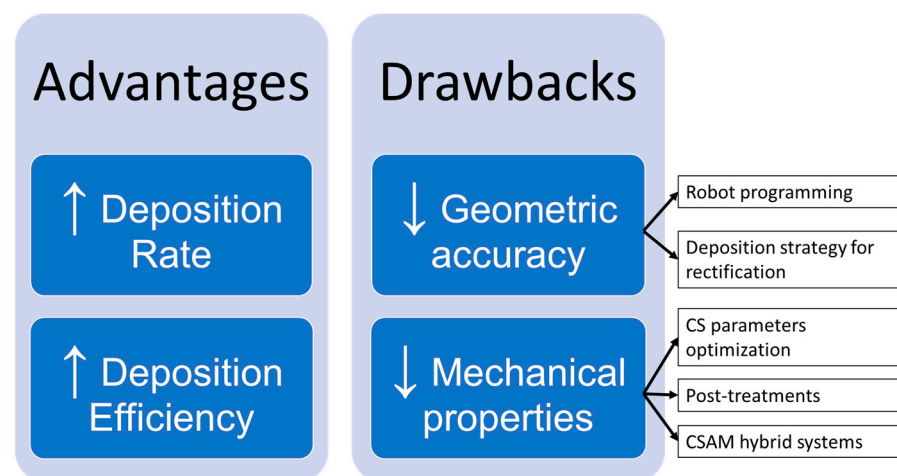 Advantages
↑ Deposition
Rate
↑ Deposition
Efficiency
Drawbacks
↓ Geometric
accuracy
Robot programming
Deposition strategy for
rectification
↓ Mechanical
properties
CS parameters
optimization
Post-treatments
CSAM hybrid systems